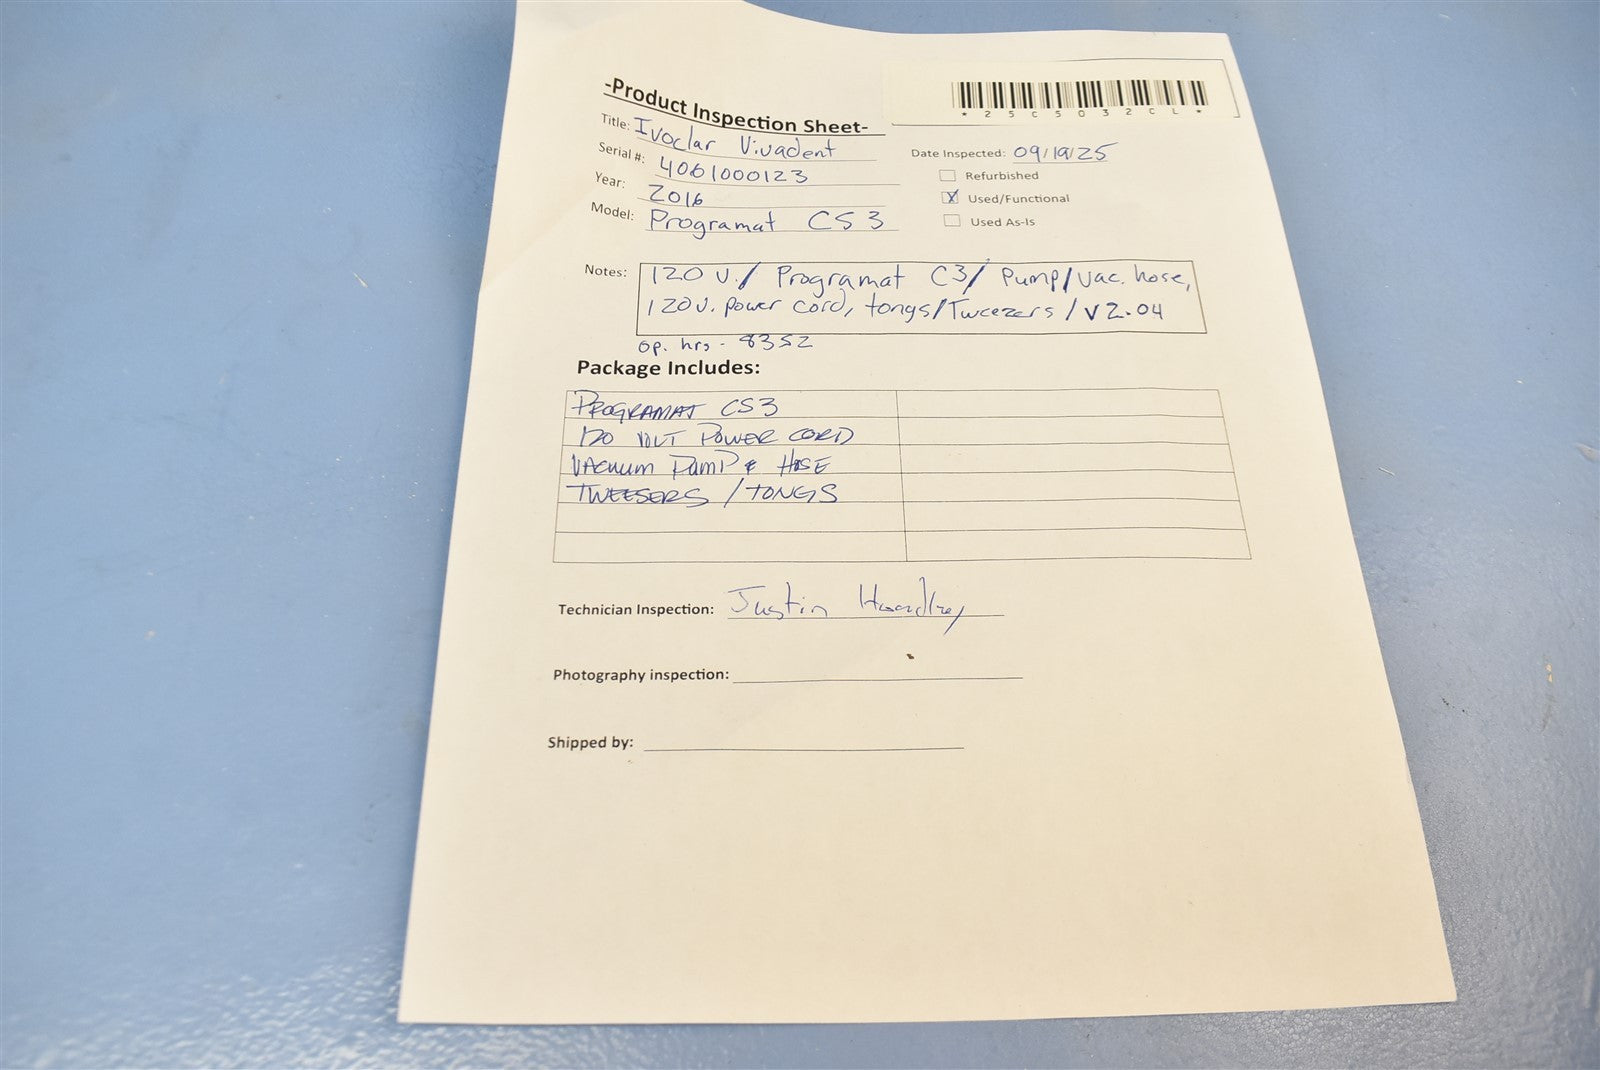 -Product Inspection Sheet-
*25C5032CL*
Title: Ivoclar Vivadent
Serial #: 4061000123
Year: 2016
Model: Programat CS3
Date Inspected: 09/19/25
Refurbished
X Used/Functional
Used As-Is
Notes: 120 V./ Programat C3/ Pump/Vac. hose,
120V. power cord, tongs/Tweezers / V2.04
op. hrs - 8352
Package Includes:
PROGRAMAT CS3
120 VOLT POWER CORD
VACUUM PUMP & HOSE
TWEESERS / TONGS
Technician Inspection: Justin
Photography inspection:
Shipped by: